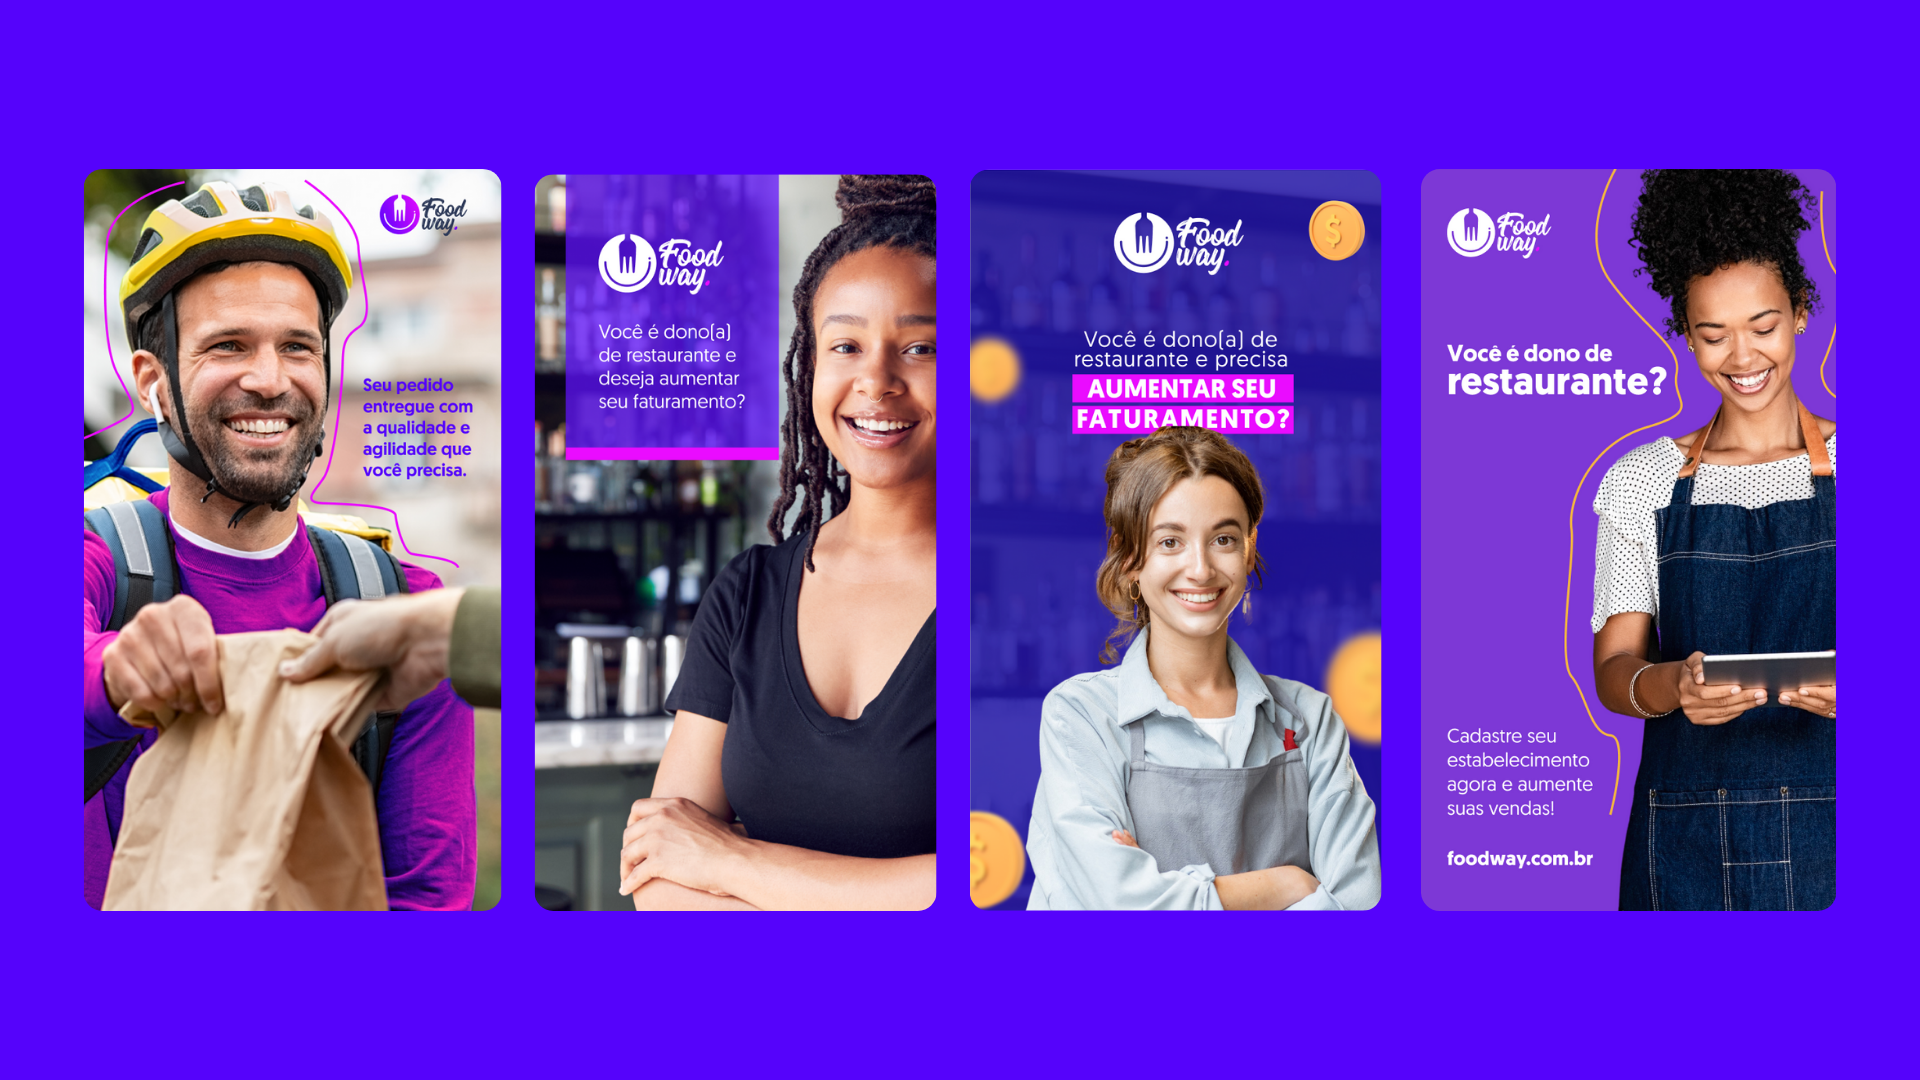 Food
way.
Seu pedido
entregue com
a qualidade e
agilidade que
você precisa.
Food
way.
Você é dono(a)
de restaurante e
deseja aumentar
seu faturamento?
$
Food
way.
Você é dono(a) de
restaurante e precisa
AUMENTAR SEU
FATURAMENTO?
$
Food
way
Você é dono de
restaurante?
Cadastre seu
estabelecimento
agora e aumente
suas vendas!
foodway.com.br